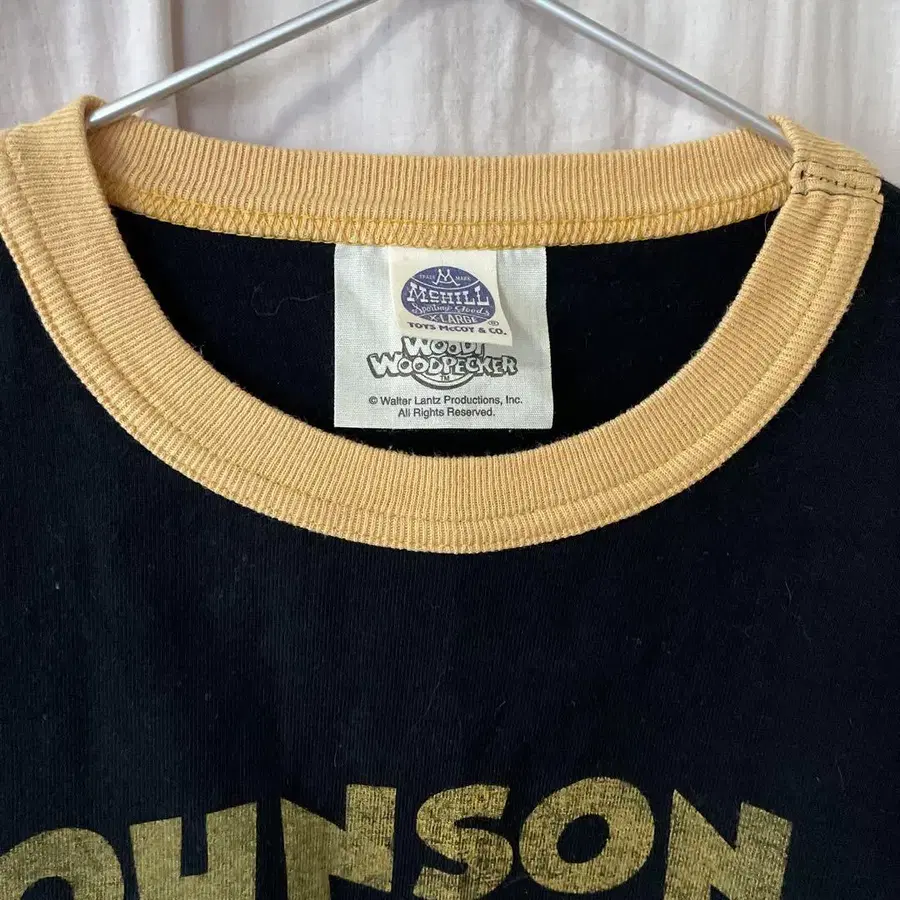 TRADE M MARK
McHILL
Sporting Goods
X-LARGE ®
TOYS McCOY & CO.
WOODY
WOODPECKER
TM
© Walter Lantz Productions, Inc.
All Rights Reserved.
OHNSON